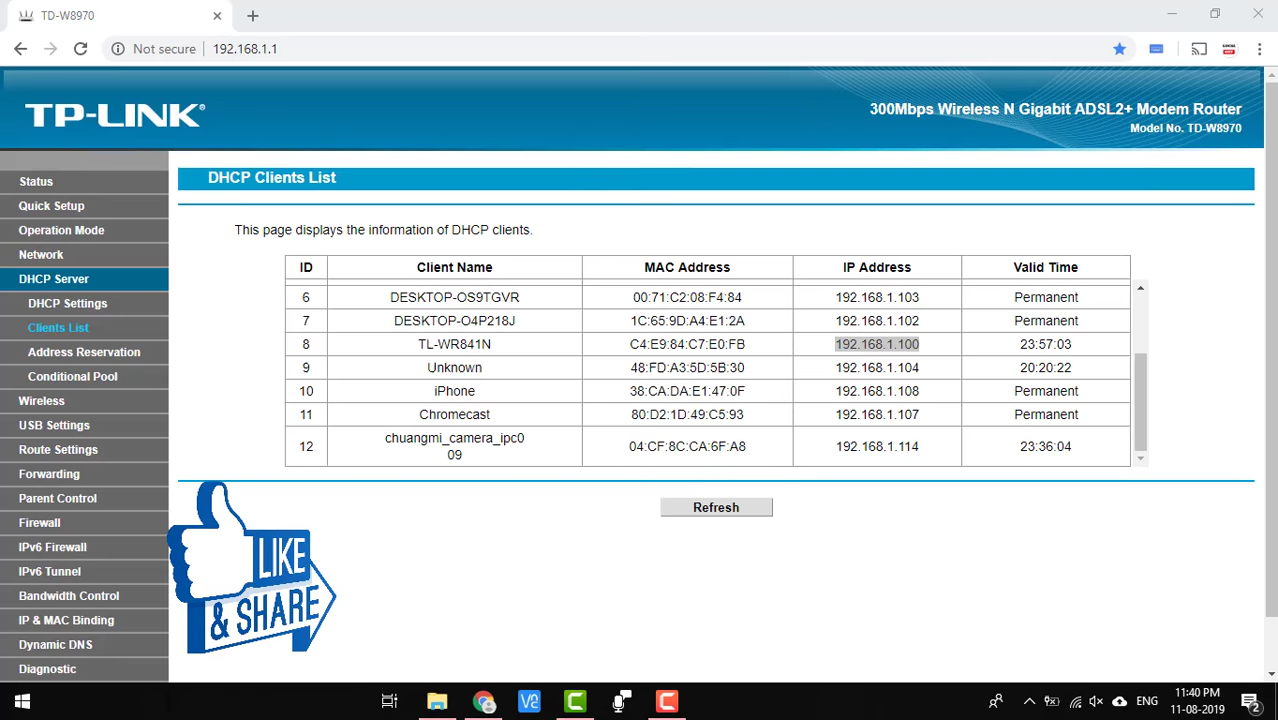 TD-W8970
Not secure 192.168.1.1
TP-LINK®
300Mbps Wireless N Gigabit ADSL2+ Modem Router
Model No. TD-W8970
Status
Quick Setup
Operation Mode
Network
DHCP Server
DHCP Settings
Clients List
Address Reservation
Conditional Pool
Wireless
USB Settings
Route Settings
Forwarding
Parent Control
Firewall
IPv6 Firewall
IPv6 Tunnel
Bandwidth Control
IP & MAC Binding
Dynamic DNS
Diagnostic
DHCP Clients List
This page displays the information of DHCP clients.
ID Client Name MAC Address IP Address Valid Time
6 DESKTOP-OS9TGVR 00:71:C2:08:F4:84 192.168.1.103 Permanent
7 DESKTOP-O4P218J 1C:65:9D:A4:E1:2A 192.168.1.102 Permanent
8 TL-WR841N C4:E9:84:C7:E0:FB 192.168.1.100 23:57:03
9 Unknown 48:FD:A3:5D:5B:30 192.168.1.104 20:20:22
10 iPhone 38:CA:DA:E1:47:0F 192.168.1.108 Permanent
11 Chromecast 80:D2:1D:49:C5:93 192.168.1.107 Permanent
12 chuangmi_camera_ipc0 04:CF:8C:CA:6F:A8 192.168.1.114 23:36:04
09
Refresh
LIKE
& SHARE
ENG
11:40 PM
11-08-2019
2